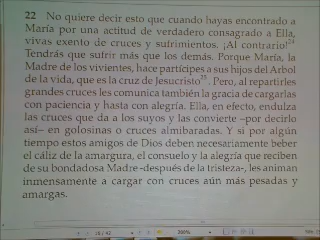 22 No quiere decir esto que cuando hayas encontrado a
María por una actitud de verdadero consagrado a Ella,
vivas exento de cruces y sufrimientos. ¡Al contrario!
Tendrás que sufrir más que los demás. Porque María, la
Madre de los vivientes, hace partícipes a sus hijos del Arbol
de la vida, que es la cruz de Jesucristo. Pero, al repartirles
grandes cruces les comunica también la gracia de cargarlas
con paciencia y hasta con alegría. Ella, en efecto, endulza
las cruces que da a los suyos y las convierte –por decirlo
así– en golosinas o cruces almibaradas. Y si por algún
tiempo estos amigos de Dios deben necesariamente beber
el cáliz de la amargura, el consuelo y la alegría que reciben
de su bondadosa Madre -después de la tristeza-, les animan
inmensamente a cargar con cruces aún más pesadas y
amargas.